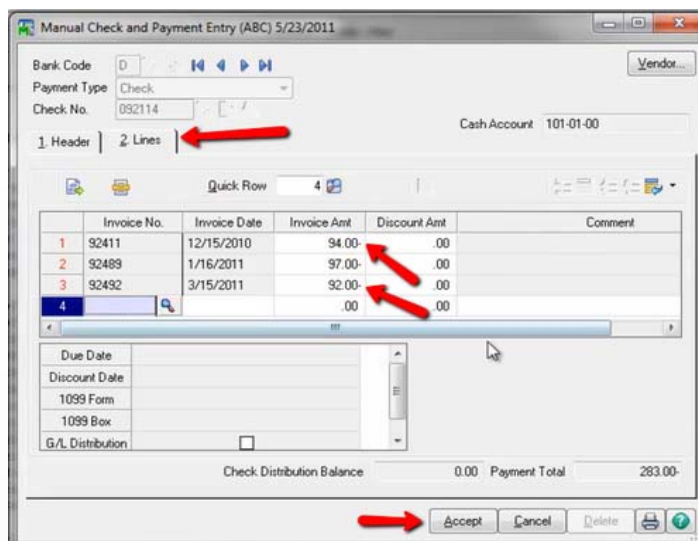 Manual Check and Payment Entry (ABC) 5/23/2011
Bank Code D
Vendor...
Payment Type Check
Check No. 092114
Cash Account 101-01-00
1. Header 2. Lines
Quick Row 4
Invoice No. Invoice Date Invoice Amt Discount Amt Comment
1 92411 12/15/2010 94.00- .00
2 92489 1/16/2011 97.00- .00
3 92492 3/15/2011 92.00- .00
4 .00 .00
Due Date
Discount Date
1099 Form
1099 Box
G/L Distribution
Check Distribution Balance 0.00 Payment Total 283.00-
Accept Cancel Delete